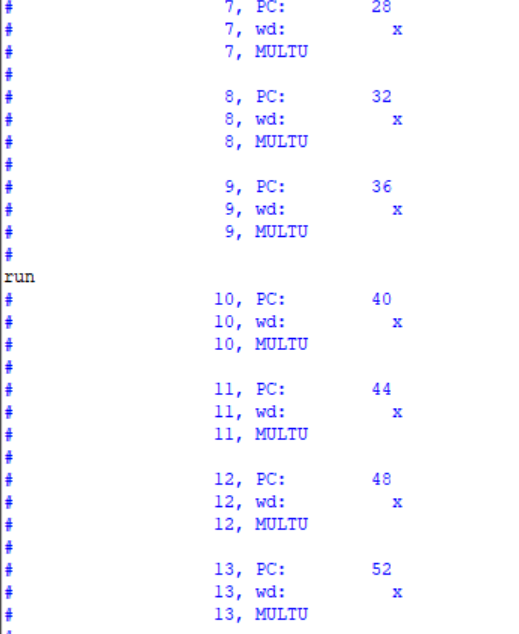 # 7, PC: 28
# 7, wd: x
# 7, MULTU
#
# 8, PC: 32
# 8, wd: x
# 8, MULTU
#
# 9, PC: 36
# 9, wd: x
# 9, MULTU
#
run
# 10, PC: 40
# 10, wd: x
# 10, MULTU
#
# 11, PC: 44
# 11, wd: x
# 11, MULTU
#
# 12, PC: 48
# 12, wd: x
# 12, MULTU
#
# 13, PC: 52
# 13, wd: x
# 13, MULTU